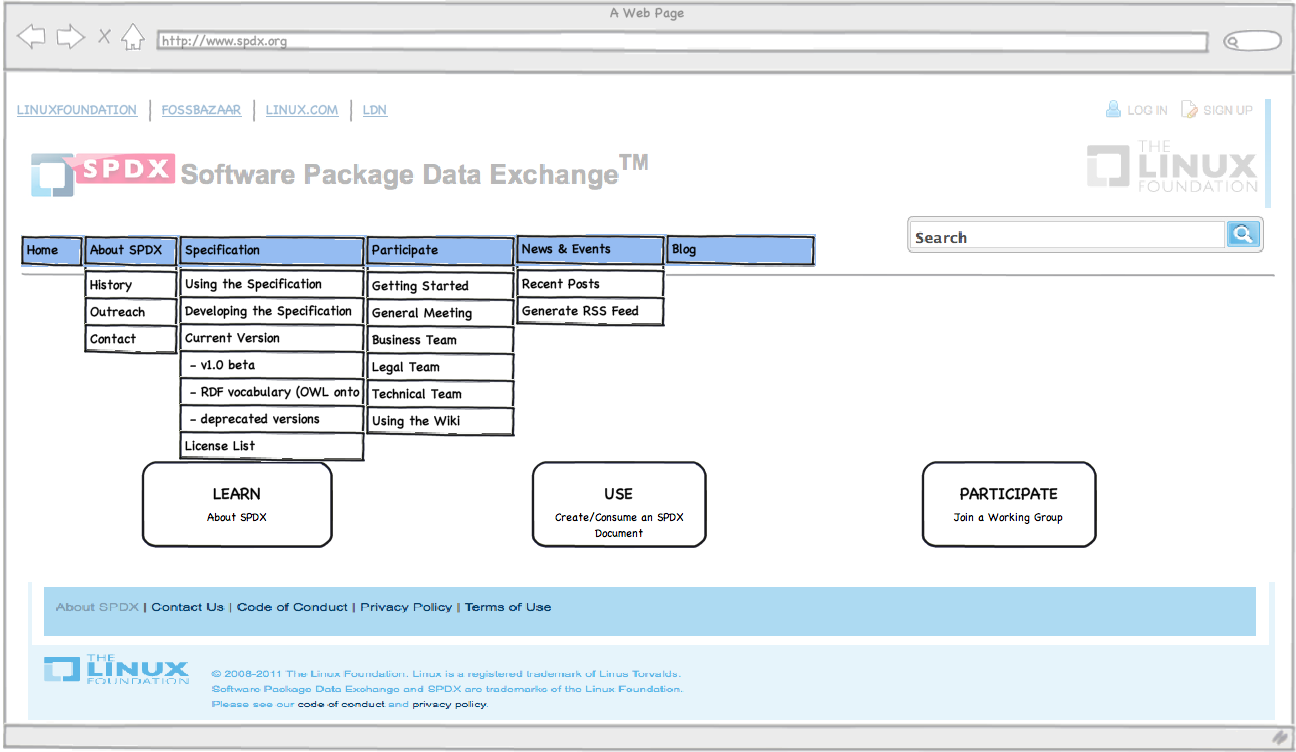 A Web Page
http://www.spdx.org
LINUXFOUNDATION | FOSSBAZAAR | LINUX.COM | LDN
LOG IN SIGN UP
SPDX Software Package Data Exchange™
THE
LINUX
FOUNDATION
Search
Home About SPDX Specification Participate News & Events Blog
History
Outreach
Contact
Using the Specification
Developing the Specification
Current Version
- v1.0 beta
- RDF vocabulary (OWL onto
- deprecated versions
License List
Getting Started
General Meeting
Business Team
Legal Team
Technical Team
Using the Wiki
Recent Posts
Generate RSS Feed
LEARN
About SPDX
USE
Create/Consume an SPDX
Document
PARTICIPATE
Join a Working Group
About SPDX | Contact Us | Code of Conduct | Privacy Policy | Terms of Use
THE
LINUX
FOUNDATION
© 2008-2011 The Linux Foundation. Linux is a registered trademark of Linus Torvalds.
Software Package Data Exchange and SPDX are trademarks of the Linux Foundation.
Please see our code of conduct and privacy policy.